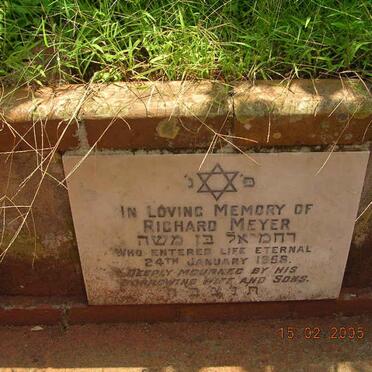 פ׳ נ׳
IN LOVING MEMORY OF
RICHARD MEYER
רחמיאל בן משה
WHO ENTERED LIFE ETERNAL
24TH JANUARY 1968.
DEEPLY MOURNED BY HIS
SORROWING WIFE AND SONS.
ת נ צ ב ה
15.02.2005